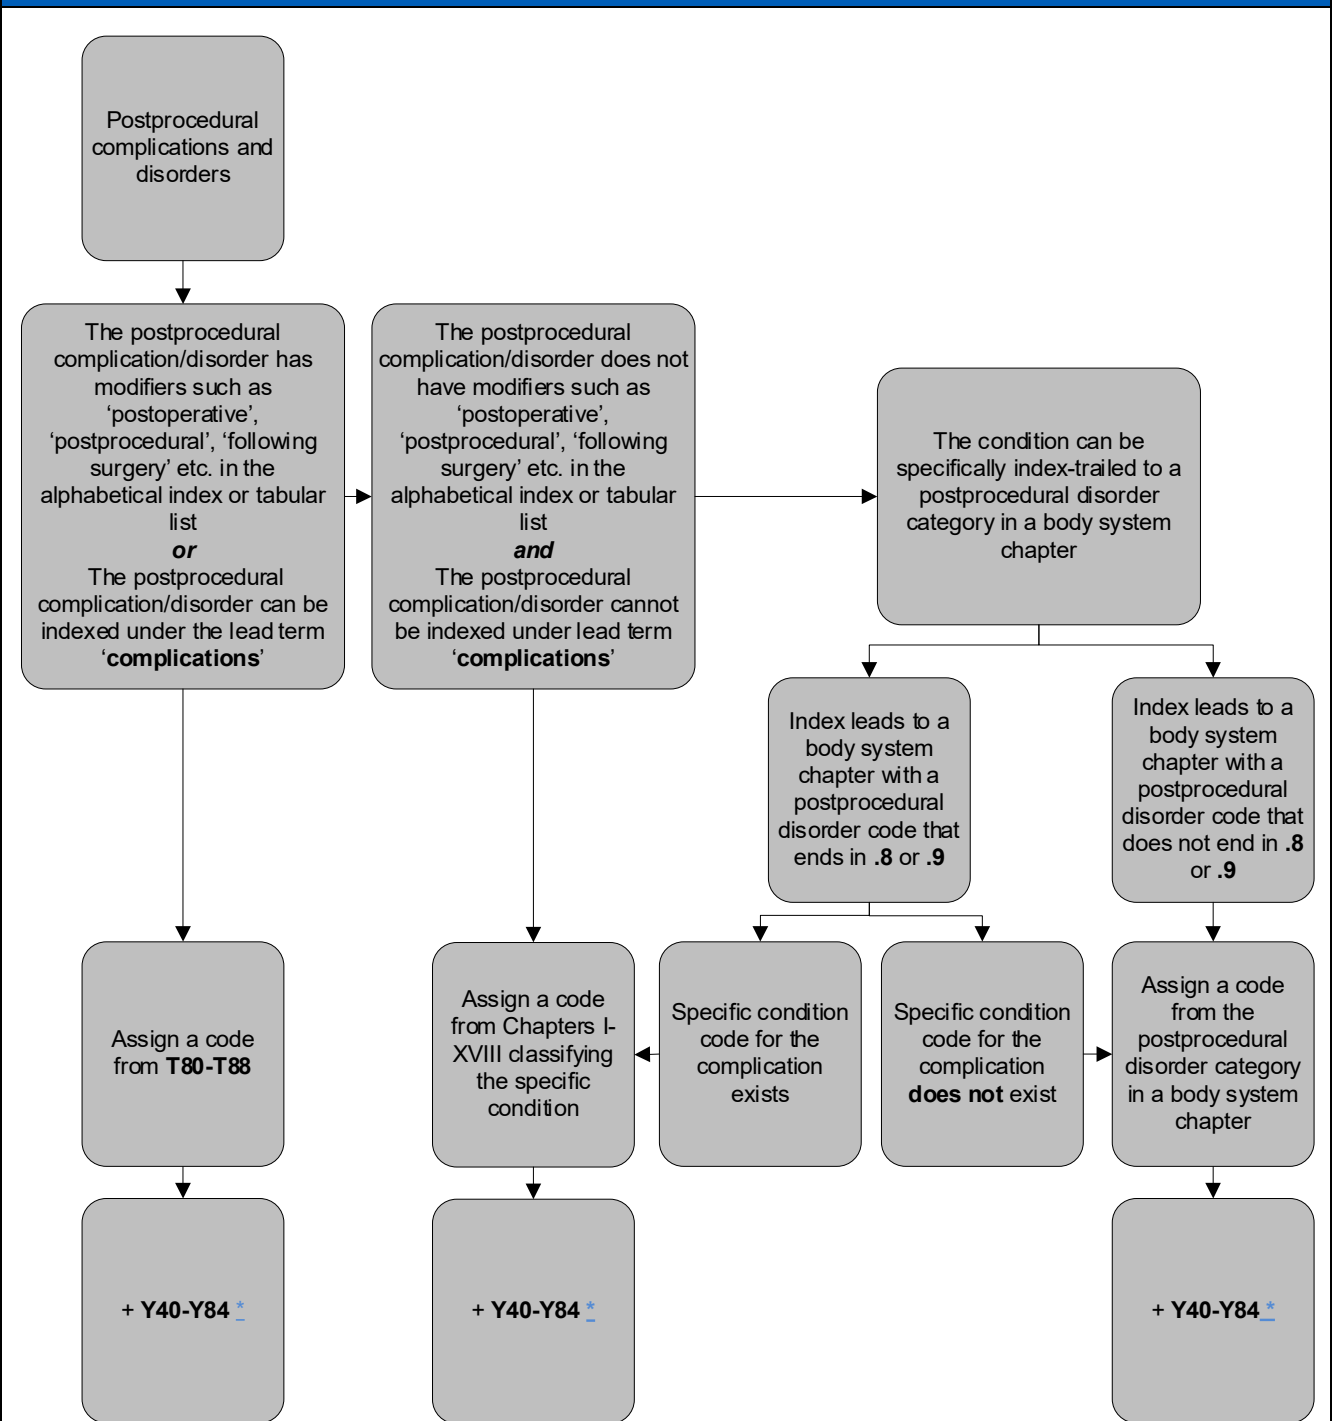 Postprocedural
complications and
disorders
The postprocedural
complication/disorder has
modifiers such as
‘postoperative’,
‘postprocedural’, ‘following
surgery’ etc. in the
alphabetical index or tabular
list
or
The postprocedural
complication/disorder can be
indexed under the lead term
‘complications’
The postprocedural
complication/disorder does not
have modifiers such as
‘postoperative’,
‘postprocedural’, ‘following
surgery’ etc. in the
alphabetical index or tabular
list
and
The postprocedural
complication/disorder cannot
be indexed under lead term
‘complications’
The condition can be
specifically index-trailed to a
postprocedural disorder
category in a body system
chapter
Index leads to a
body system
chapter with a
postprocedural
disorder code that
ends in .8 or .9
Index leads to a
body system
chapter with a
postprocedural
disorder code that
does not end in .8
or .9
Assign a code
from T80-T88
Assign a code
from Chapters I-
XVIII classifying
the specific
condition
Specific condition
code for the
complication
exists
Specific condition
code for the
complication
does not exist
Assign a code
from the
postprocedural
disorder category
in a body system
chapter
+ Y40-Y84 *
+ Y40-Y84 *
+ Y40-Y84 *